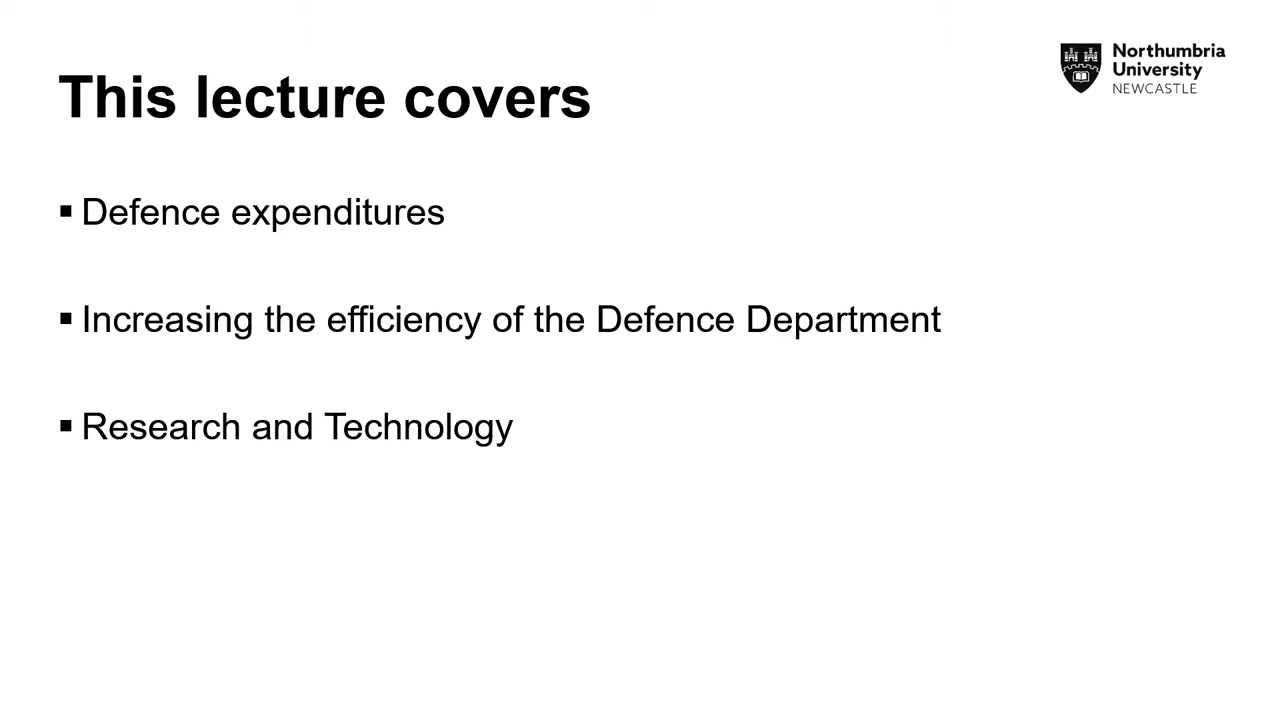 This lecture covers
Northumbria
University
NEWCASTLE
▪ Defence expenditures
▪ Increasing the efficiency of the Defence Department
▪ Research and Technology